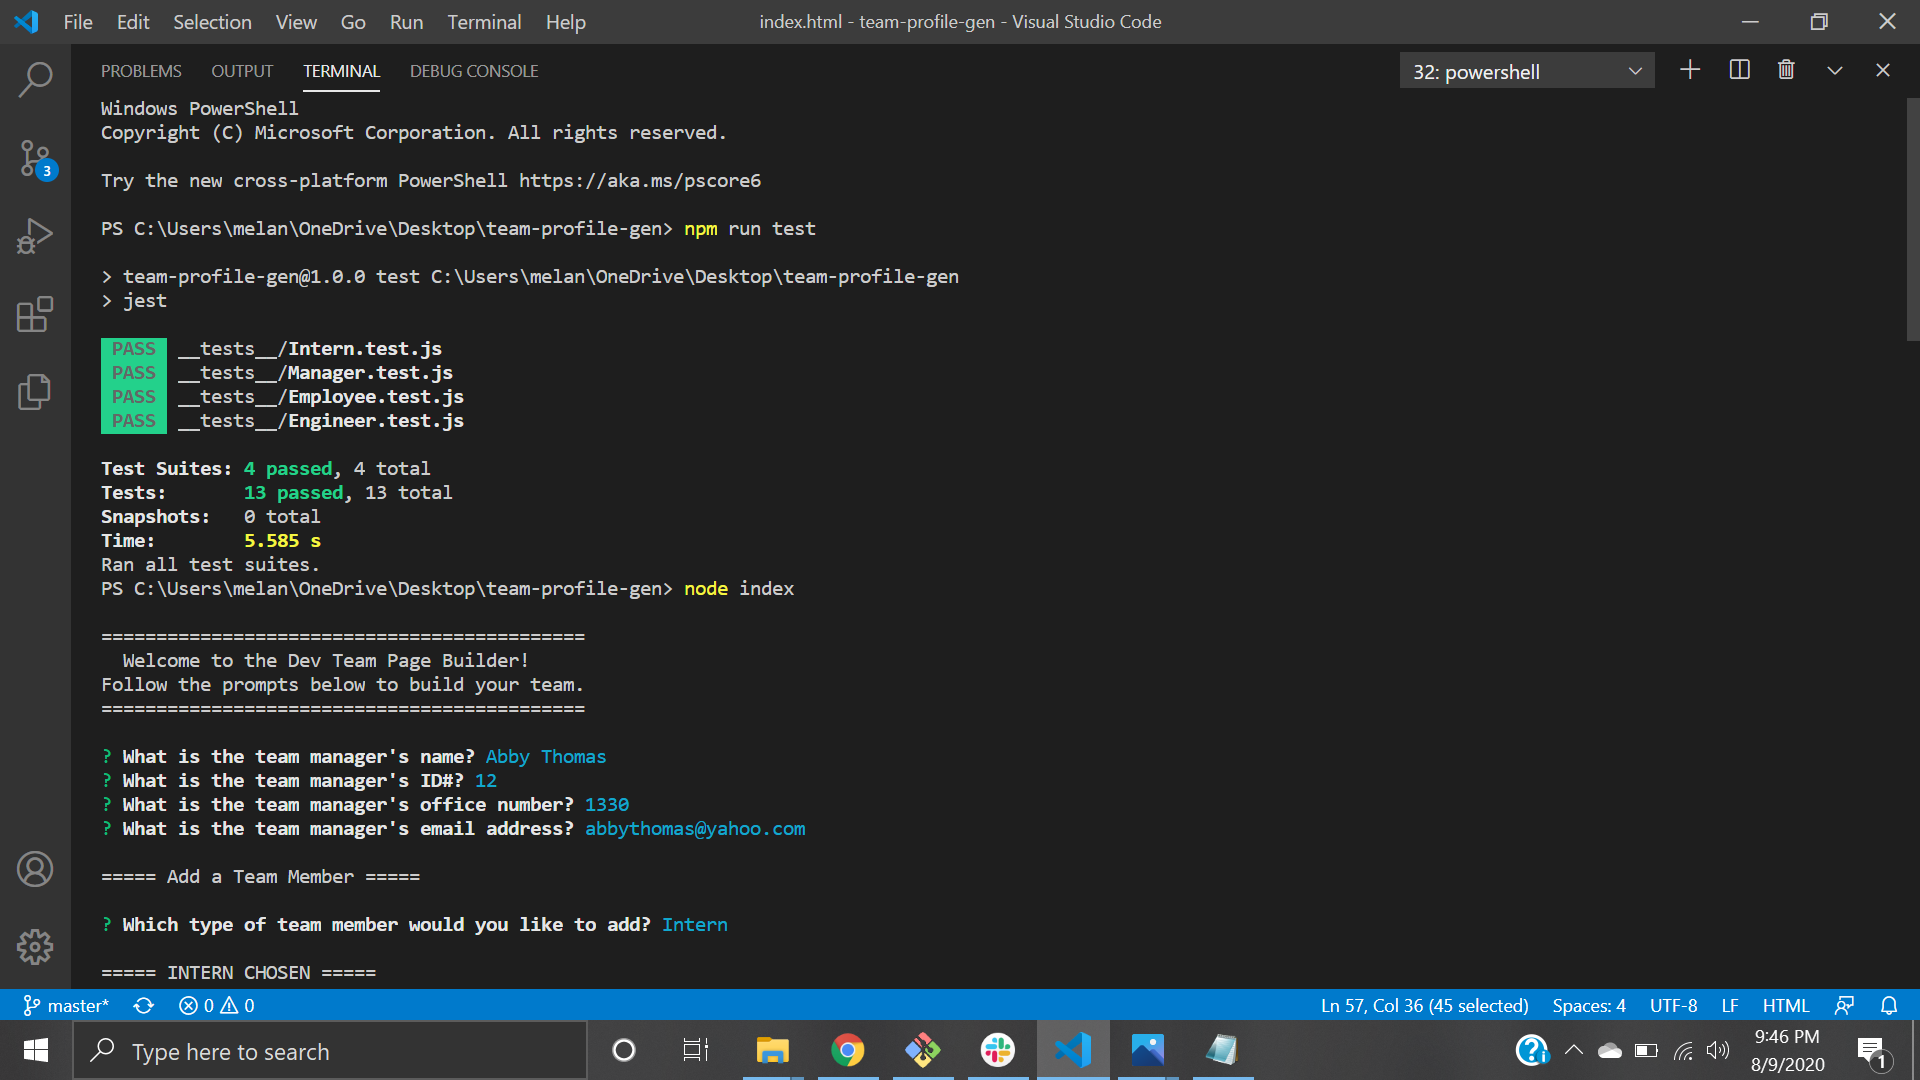 File Edit Selection View Go Run Terminal Help
index.html - team-profile-gen - Visual Studio Code
PROBLEMS OUTPUT TERMINAL DEBUG CONSOLE
32: powershell
Windows PowerShell
Copyright (C) Microsoft Corporation. All rights reserved.
3
Try the new cross-platform PowerShell https://aka.ms/pscore6
PS C:\Users\melan\OneDrive\Desktop\team-profile-gen> npm run test
> team-profile-gen@1.0.0 test C:\Users\melan\OneDrive\Desktop\team-profile-gen
> jest
PASS __tests__/Intern.test.js
PASS __tests__/Manager.test.js
PASS __tests__/Employee.test.js
PASS __tests__/Engineer.test.js
Test Suites: 4 passed, 4 total
Tests: 13 passed, 13 total
Snapshots: 0 total
Time: 5.585 s
Ran all test suites.
PS C:\Users\melan\OneDrive\Desktop\team-profile-gen> node index
============================================
Welcome to the Dev Team Page Builder!
Follow the prompts below to build your team.
============================================
? What is the team manager's name? Abby Thomas
? What is the team manager's ID#? 12
? What is the team manager's office number? 1330
? What is the team manager's email address? abbythomas@yahoo.com
===== Add a Team Member =====
? Which type of team member would you like to add? Intern
===== INTERN CHOSEN =====
master* 0 0
Ln 57, Col 36 (45 selected) Spaces: 4 UTF-8 LF HTML
Type here to search
9:46 PM
8/9/2020
1